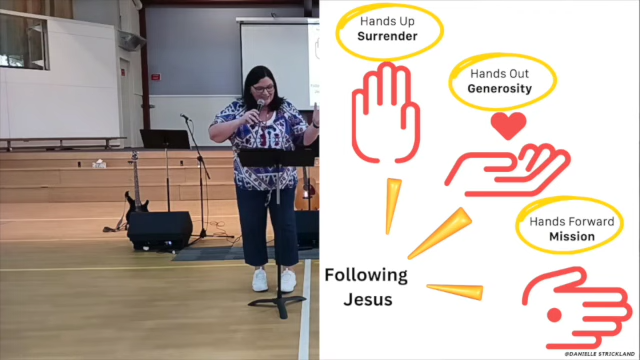 Hands Up
Surrender
Hands Out
Generosity
Hands Forward
Mission
Following
Jesus
@DANIELLE STRICKLAND